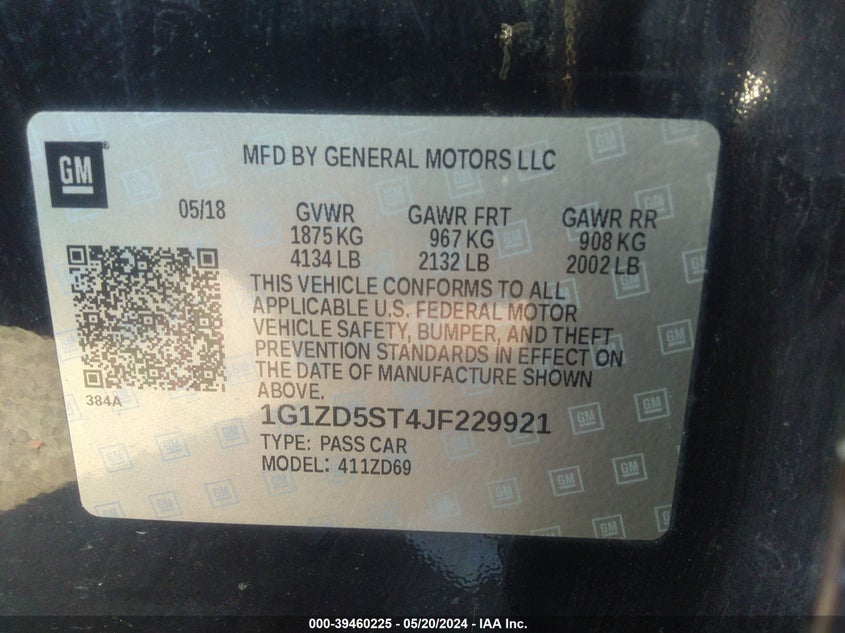 GM
MFD BY GENERAL MOTORS LLC
05/18 GVWR GAWR FRT GAWR RR
1875 KG 967 KG 908 KG
4134 LB 2132 LB 2002 LB
THIS VEHICLE CONFORMS TO ALL
APPLICABLE U.S. FEDERAL MOTOR
VEHICLE SAFETY, BUMPER, AND THEFT
PREVENTION STANDARDS IN EFFECT ON
THE DATE OF MANUFACTURE SHOWN
ABOVE.
384A
1G1ZD5ST4JF229921
TYPE: PASS CAR
MODEL: 411ZD69
000-39460225 - 05/20/2024 - IAA Inc.